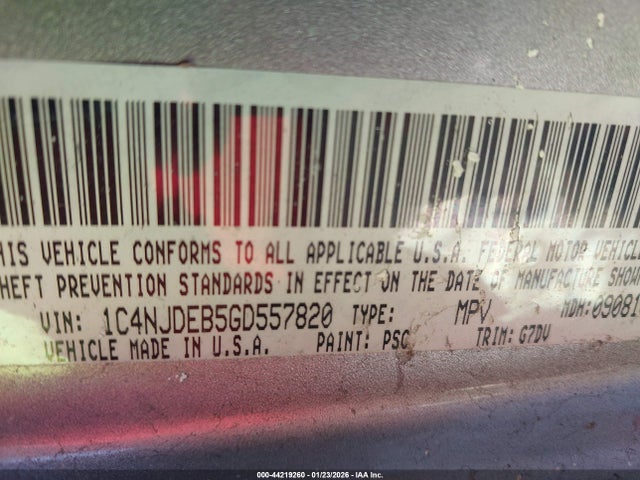 HIS VEHICLE CONFORMS TO ALL APPLICABLE U.S.A. FEDERAL MOTOR VEHICLE
HEFT PREVENTION STANDARDS IN EFFECT ON THE DATE OF MANUFACTURE SHOWN
VIN: 1C4NJDEB5GD557820 TYPE: MPV MDH:09081
VEHICLE MADE IN U.S.A. PAINT: PSC TRIM: G7DV
000-44219260 - 01/23/2026 - IAA Inc.